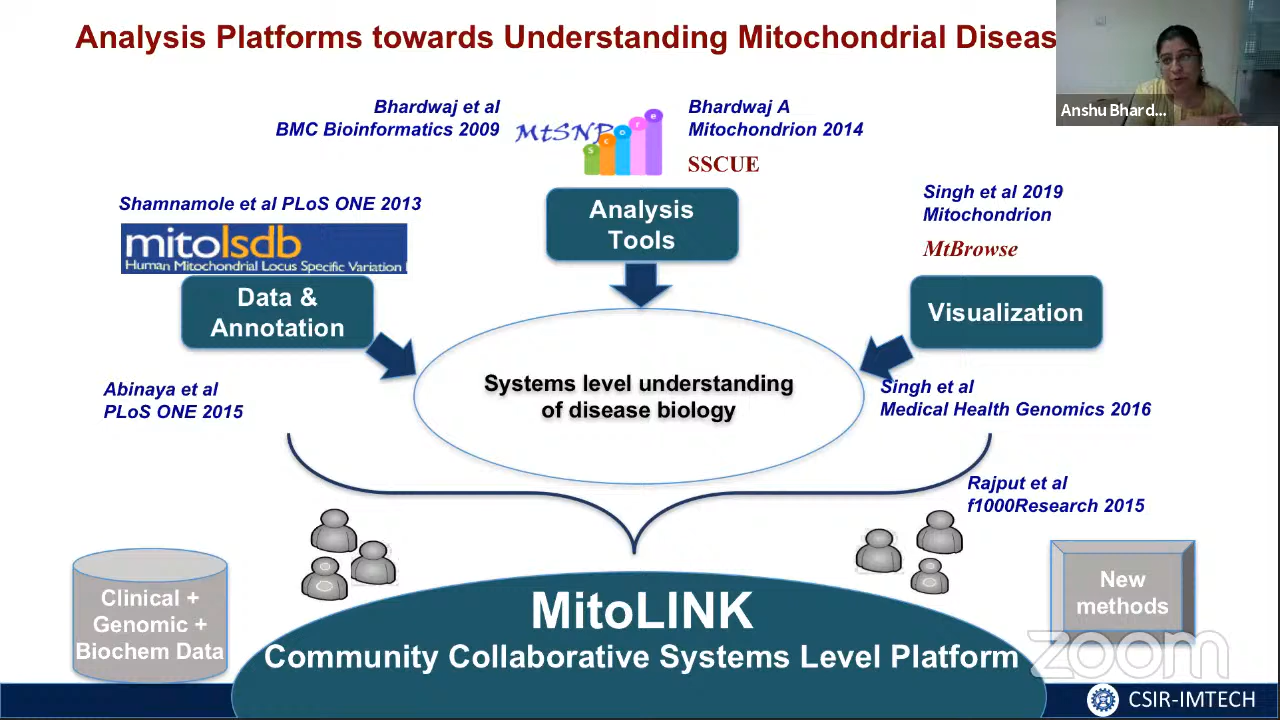 Analysis Platforms towards Understanding Mitochondrial Diseas
Anshu Bhard...
Bhardwaj et al
BMC Bioinformatics 2009
MtSNP
score
Bhardwaj A
Mitochondrion 2014
SSCUE
Shamnamole et al PLoS ONE 2013
mitolsdb
Human Mitochondrial Locus Specific Variation
Analysis
Tools
Singh et al 2019
Mitochondrion
MtBrowse
Data &
Annotation
Visualization
Systems level understanding
of disease biology
Abinaya et al
PLoS ONE 2015
Singh et al
Medical Health Genomics 2016
Rajput et al
f1000Research 2015
Clinical +
Genomic +
Biochem Data
New
methods
MitoLINK
Community Collaborative Systems Level Platform
zoom
CSIR-IMTECH